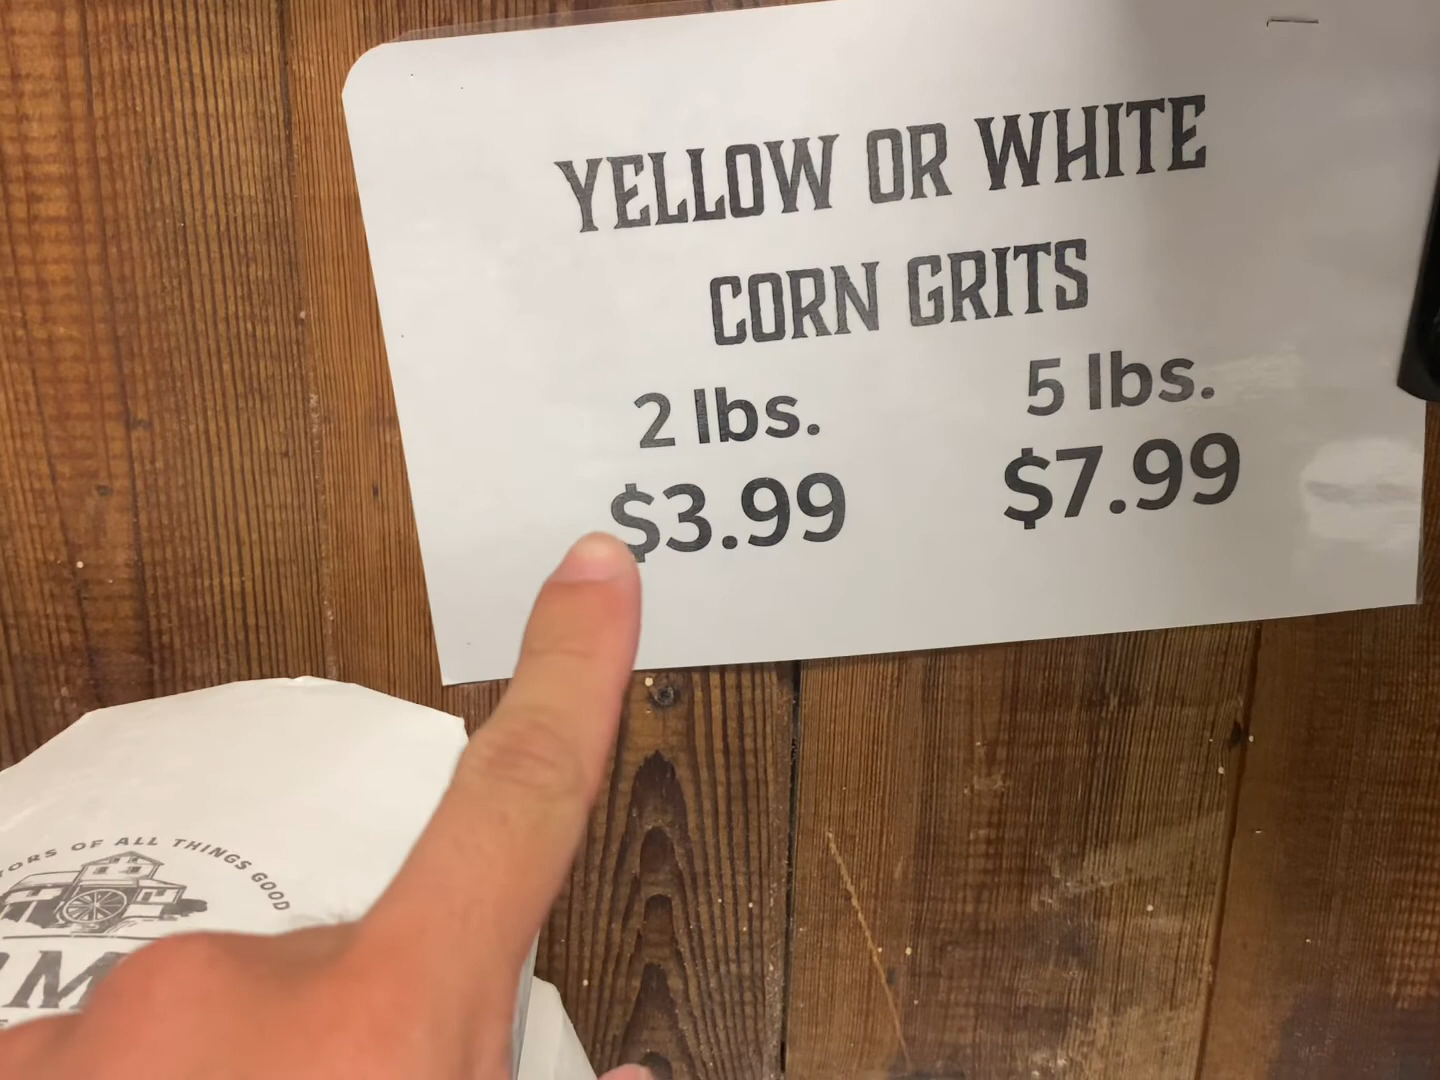 YELLOW OR WHITE
CORN GRITS
2 lbs. 5 lbs.
$3.99 $7.99
OF ALL THINGS GOOD